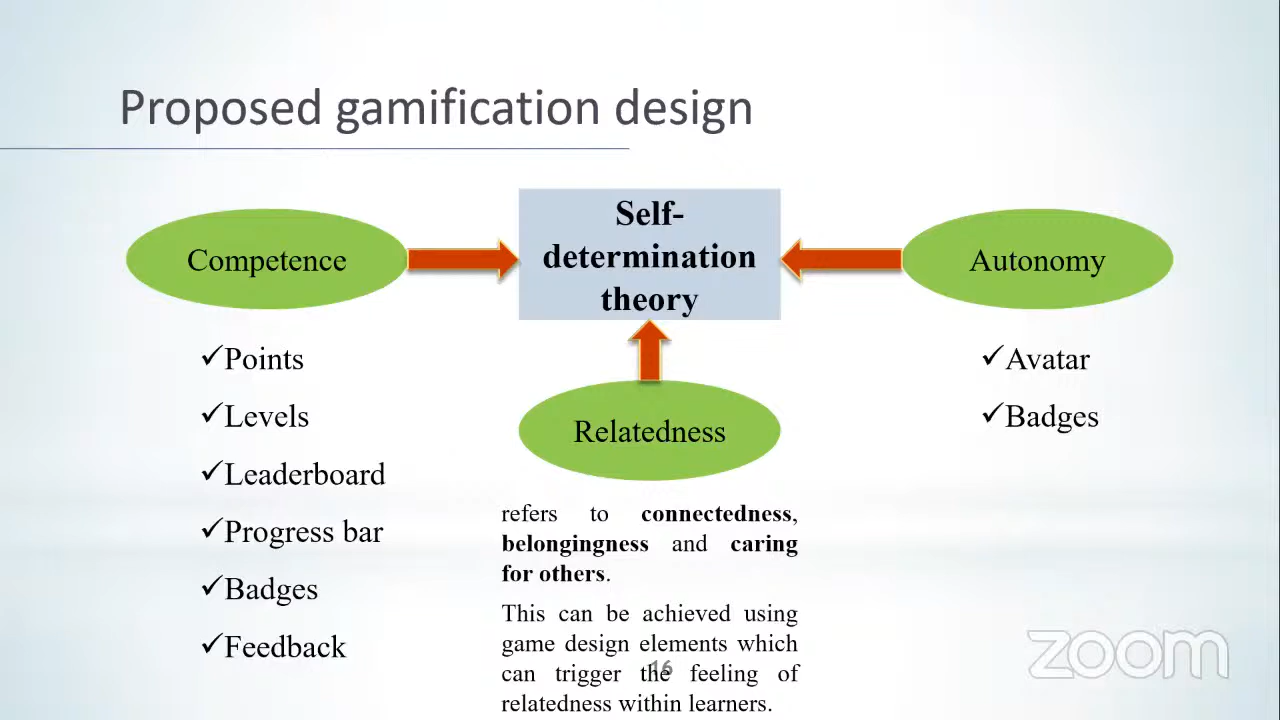 Proposed gamification design
Competence
Self-
determination
theory
Autonomy
✓Points
✓Levels
✓Leaderboard
✓Progress bar
✓Badges
✓Feedback
Relatedness
refers to connectedness,
belongingness and caring
for others.
This can be achieved using
game design elements which
can trigger the feeling of
relatedness within learners.
✓Avatar
✓Badges
16
zoom